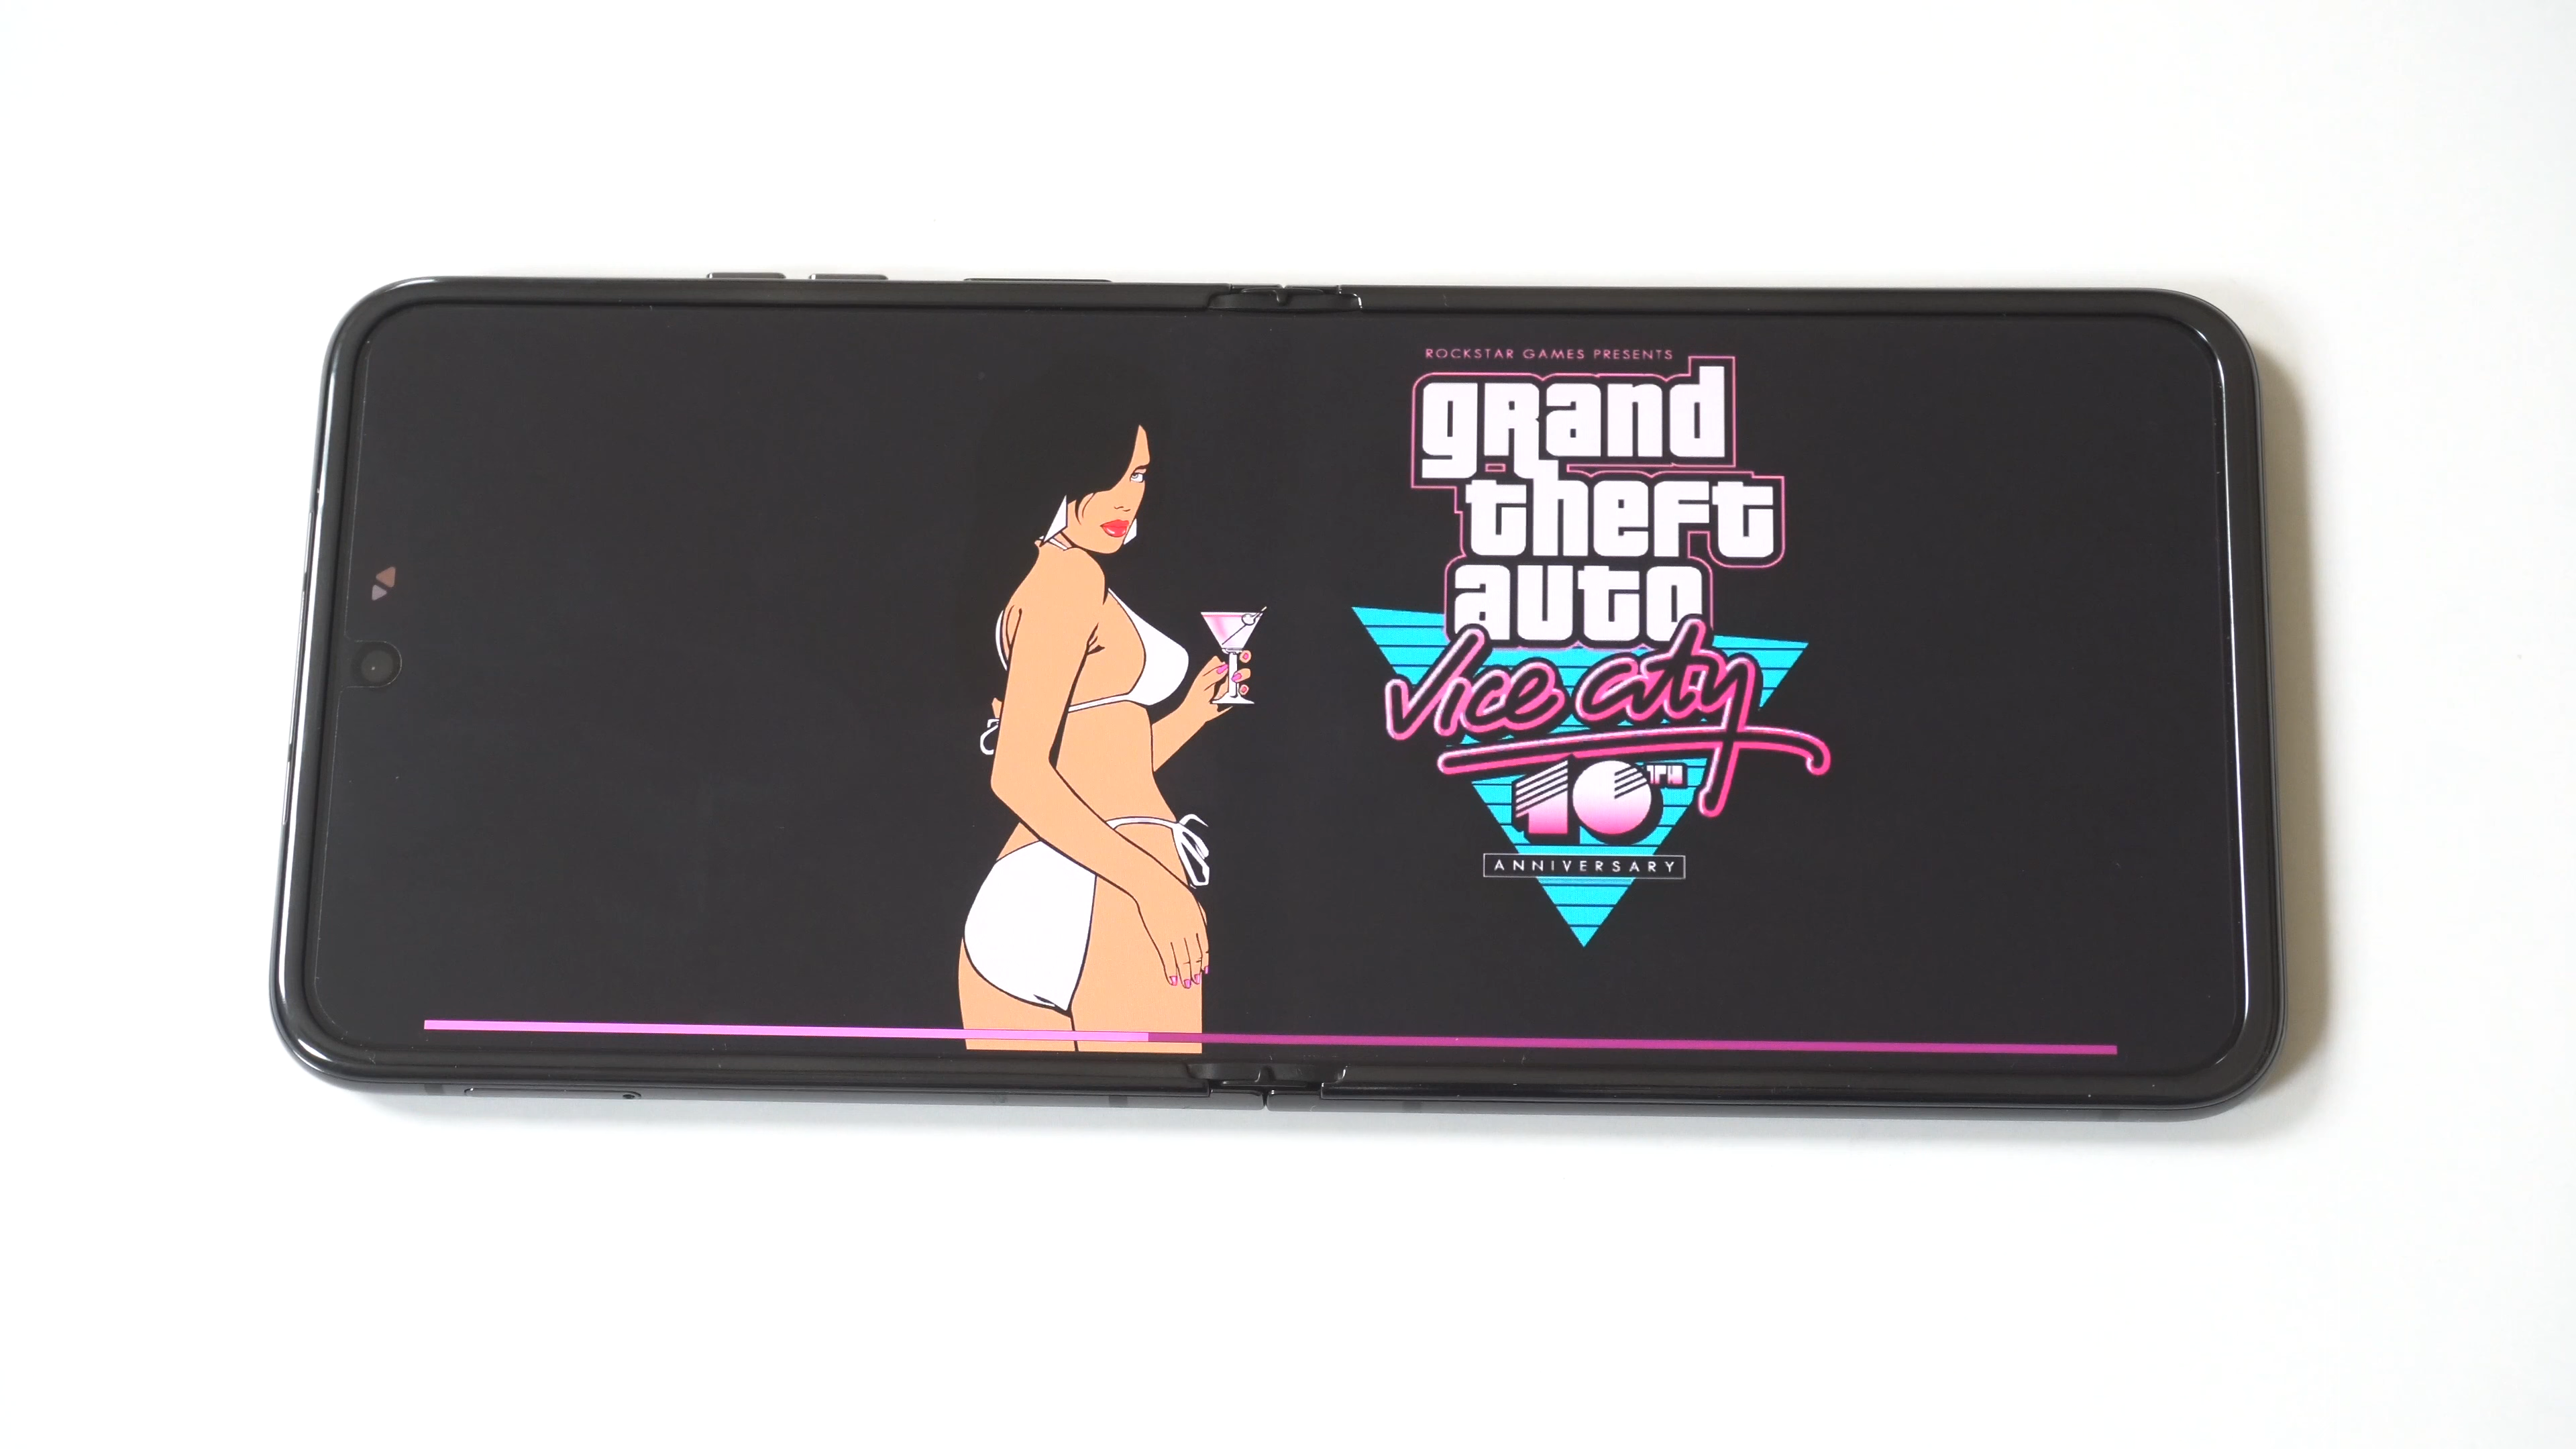 ROCKSTAR GAMES PRESENTS
grand
theft
auto
Vice City
10TH
ANNIVERSARY